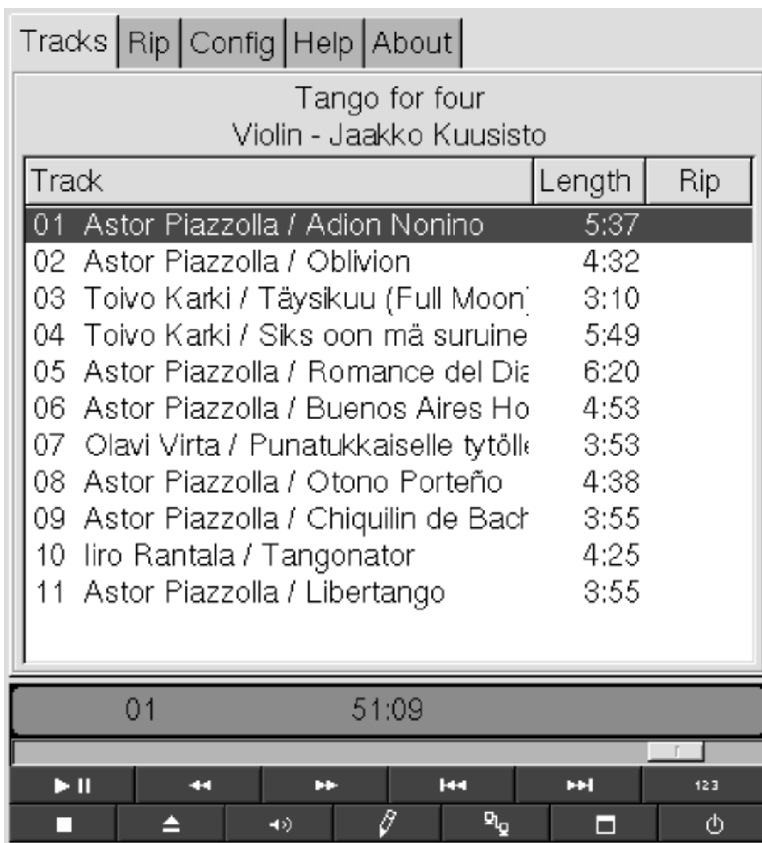 Tracks Rip Config Help About
Tango for four
Violin - Jaakko Kuusisto
Track Length Rip
01 Astor Piazzolla / Adion Nonino 5:37
02 Astor Piazzolla / Oblivion 4:32
03 Toivo Karki / Täysikuu (Full Moon) 3:10
04 Toivo Karki / Siks oon mä suruine 5:49
05 Astor Piazzolla / Romance del Dia 6:20
06 Astor Piazzolla / Buenos Aires Ho 4:53
07 Olavi Virta / Punatukkaiselle tytölle 3:53
08 Astor Piazzolla / Otono Porteño 4:38
09 Astor Piazzolla / Chiquilin de Bach 3:55
10 Iiro Rantala / Tangonator 4:25
11 Astor Piazzolla / Libertango 3:55
01 51:09
123